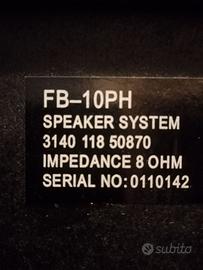 FB-10PH
SPEAKER SYSTEM
3140 118 50870
IMPEDANCE 8 OHM
SERIAL NO:0110142
subito